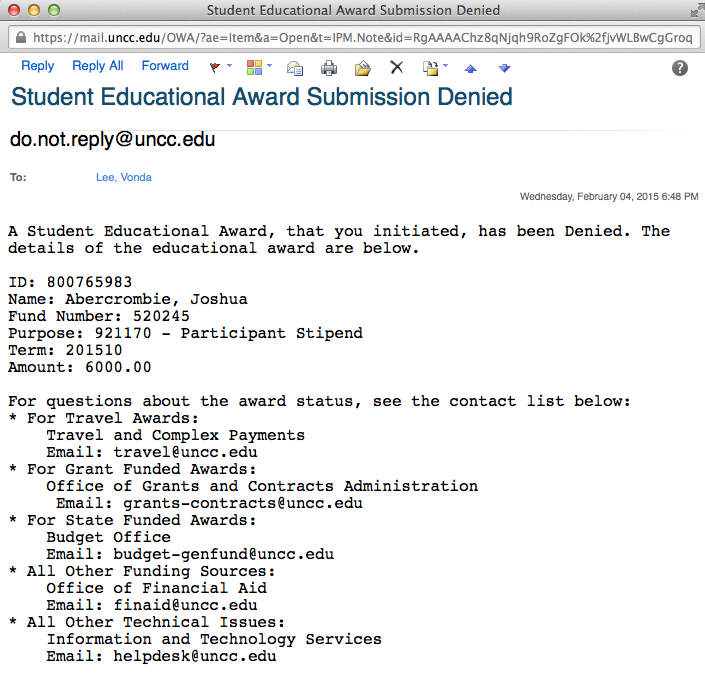 Student Educational Award Submission Denied
https://mail.uncc.edu/OWA/?ae=Item&a=Open&t=IPM.Note&id=RgAAAAChz8qNjqh9RoZgFOk%2fjvWLBwCgGroq
Reply Reply All Forward
Student Educational Award Submission Denied
do.not.reply@uncc.edu
To: Lee, Vonda
Wednesday, February 04, 2015 6:48 PM
A Student Educational Award, that you initiated, has been Denied. The
details of the educational award are below.
ID: 800765983
Name: Abercrombie, Joshua
Fund Number: 520245
Purpose: 921170 - Participant Stipend
Term: 201510
Amount: 6000.00
For questions about the award status, see the contact list below:
* For Travel Awards:
Travel and Complex Payments
Email: travel@uncc.edu
* For Grant Funded Awards:
Office of Grants and Contracts Administration
Email: grants-contracts@uncc.edu
* For State Funded Awards:
Budget Office
Email: budget-genfund@uncc.edu
* All Other Funding Sources:
Office of Financial Aid
Email: finaid@uncc.edu
* All Other Technical Issues:
Information and Technology Services
Email: helpdesk@uncc.edu